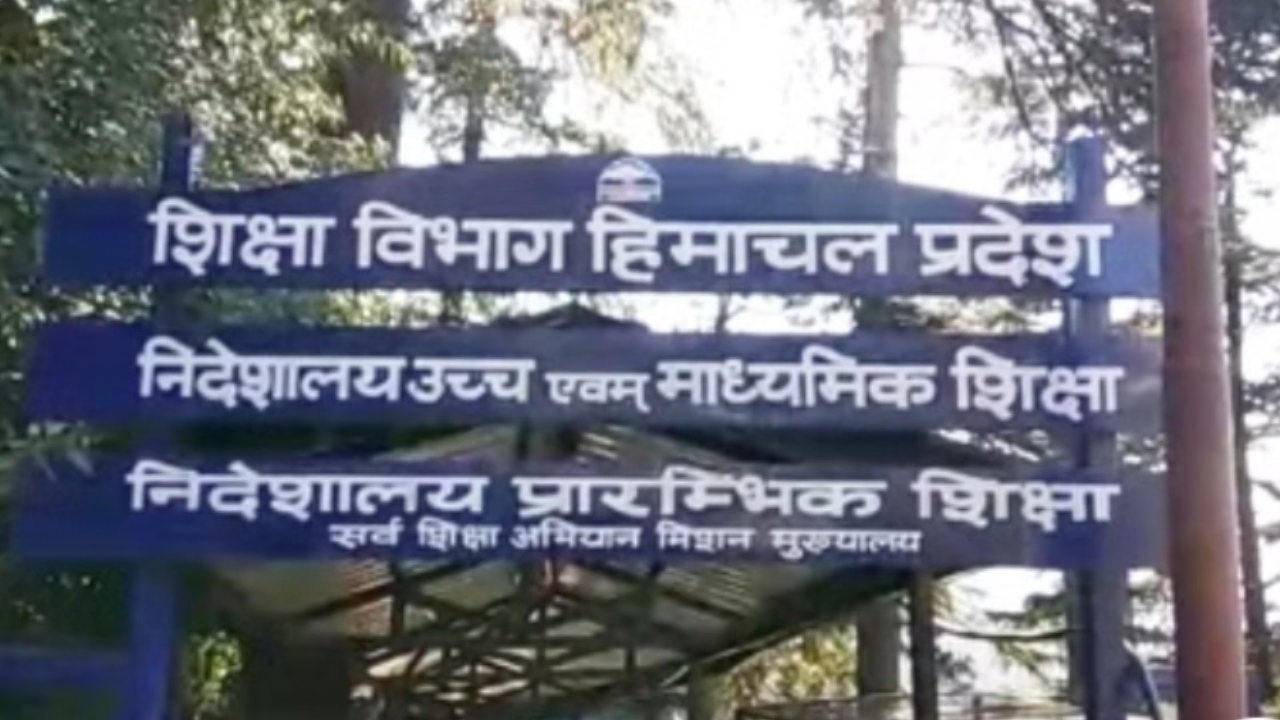 शिक्षा विभाग हिमाचल प्रदेश
निदेशालय उच्च एवम् माध्यमिक शिक्षा
निदेशालय प्रारम्भिक शिक्षा
सर्व शिक्षा अभियान मिशन मुख्यालय